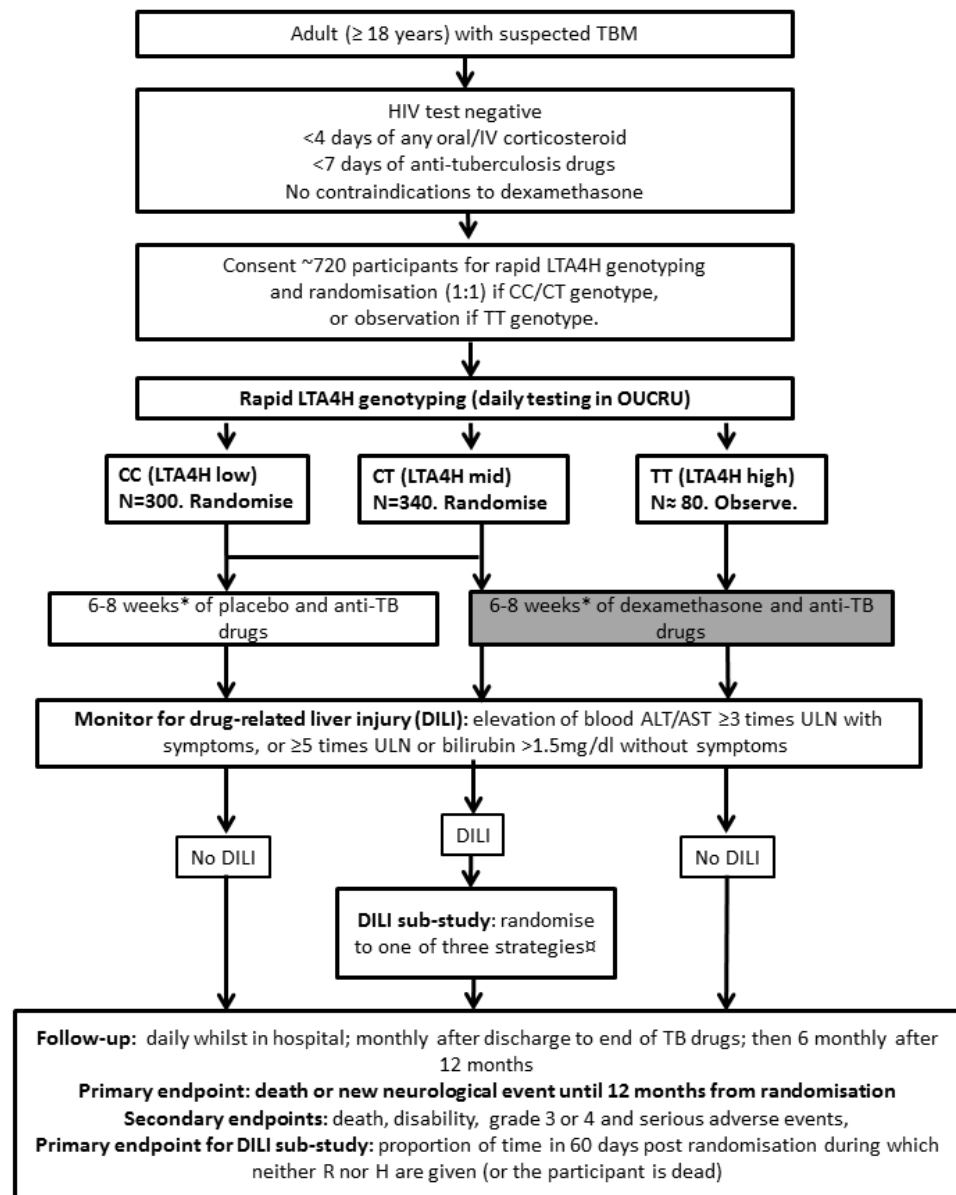 Adult (≥ 18 years) with suspected TBM
HIV test negative
<4 days of any oral/IV corticosteroid
<7 days of anti-tuberculosis drugs
No contraindications to dexamethasone
Consent ~720 participants for rapid LTA4H genotyping
and randomisation (1:1) if CC/CT genotype,
or observation if TT genotype.
Rapid LTA4H genotyping (daily testing in OUCRU)
CC (LTA4H low)
N=300. Randomise
CT (LTA4H mid)
N=340. Randomise
TT (LTA4H high)
N≈ 80. Observe.
6-8 weeks* of placebo and anti-TB
drugs
6-8 weeks* of dexamethasone and anti-TB
drugs
Monitor for drug-related liver injury (DILI): elevation of blood ALT/AST ≥3 times ULN with
symptoms, or ≥5 times ULN or bilirubin >1.5mg/dl without symptoms
No DILI
DILI
No DILI
DILI sub-study: randomise
to one of three strategies¤
Follow-up: daily whilst in hospital; monthly after discharge to end of TB drugs; then 6 monthly after
12 months
Primary endpoint: death or new neurological event until 12 months from randomisation
Secondary endpoints: death, disability, grade 3 or 4 and serious adverse events,
Primary endpoint for DILI sub-study: proportion of time in 60 days post randomisation during which
neither R nor H are given (or the participant is dead)